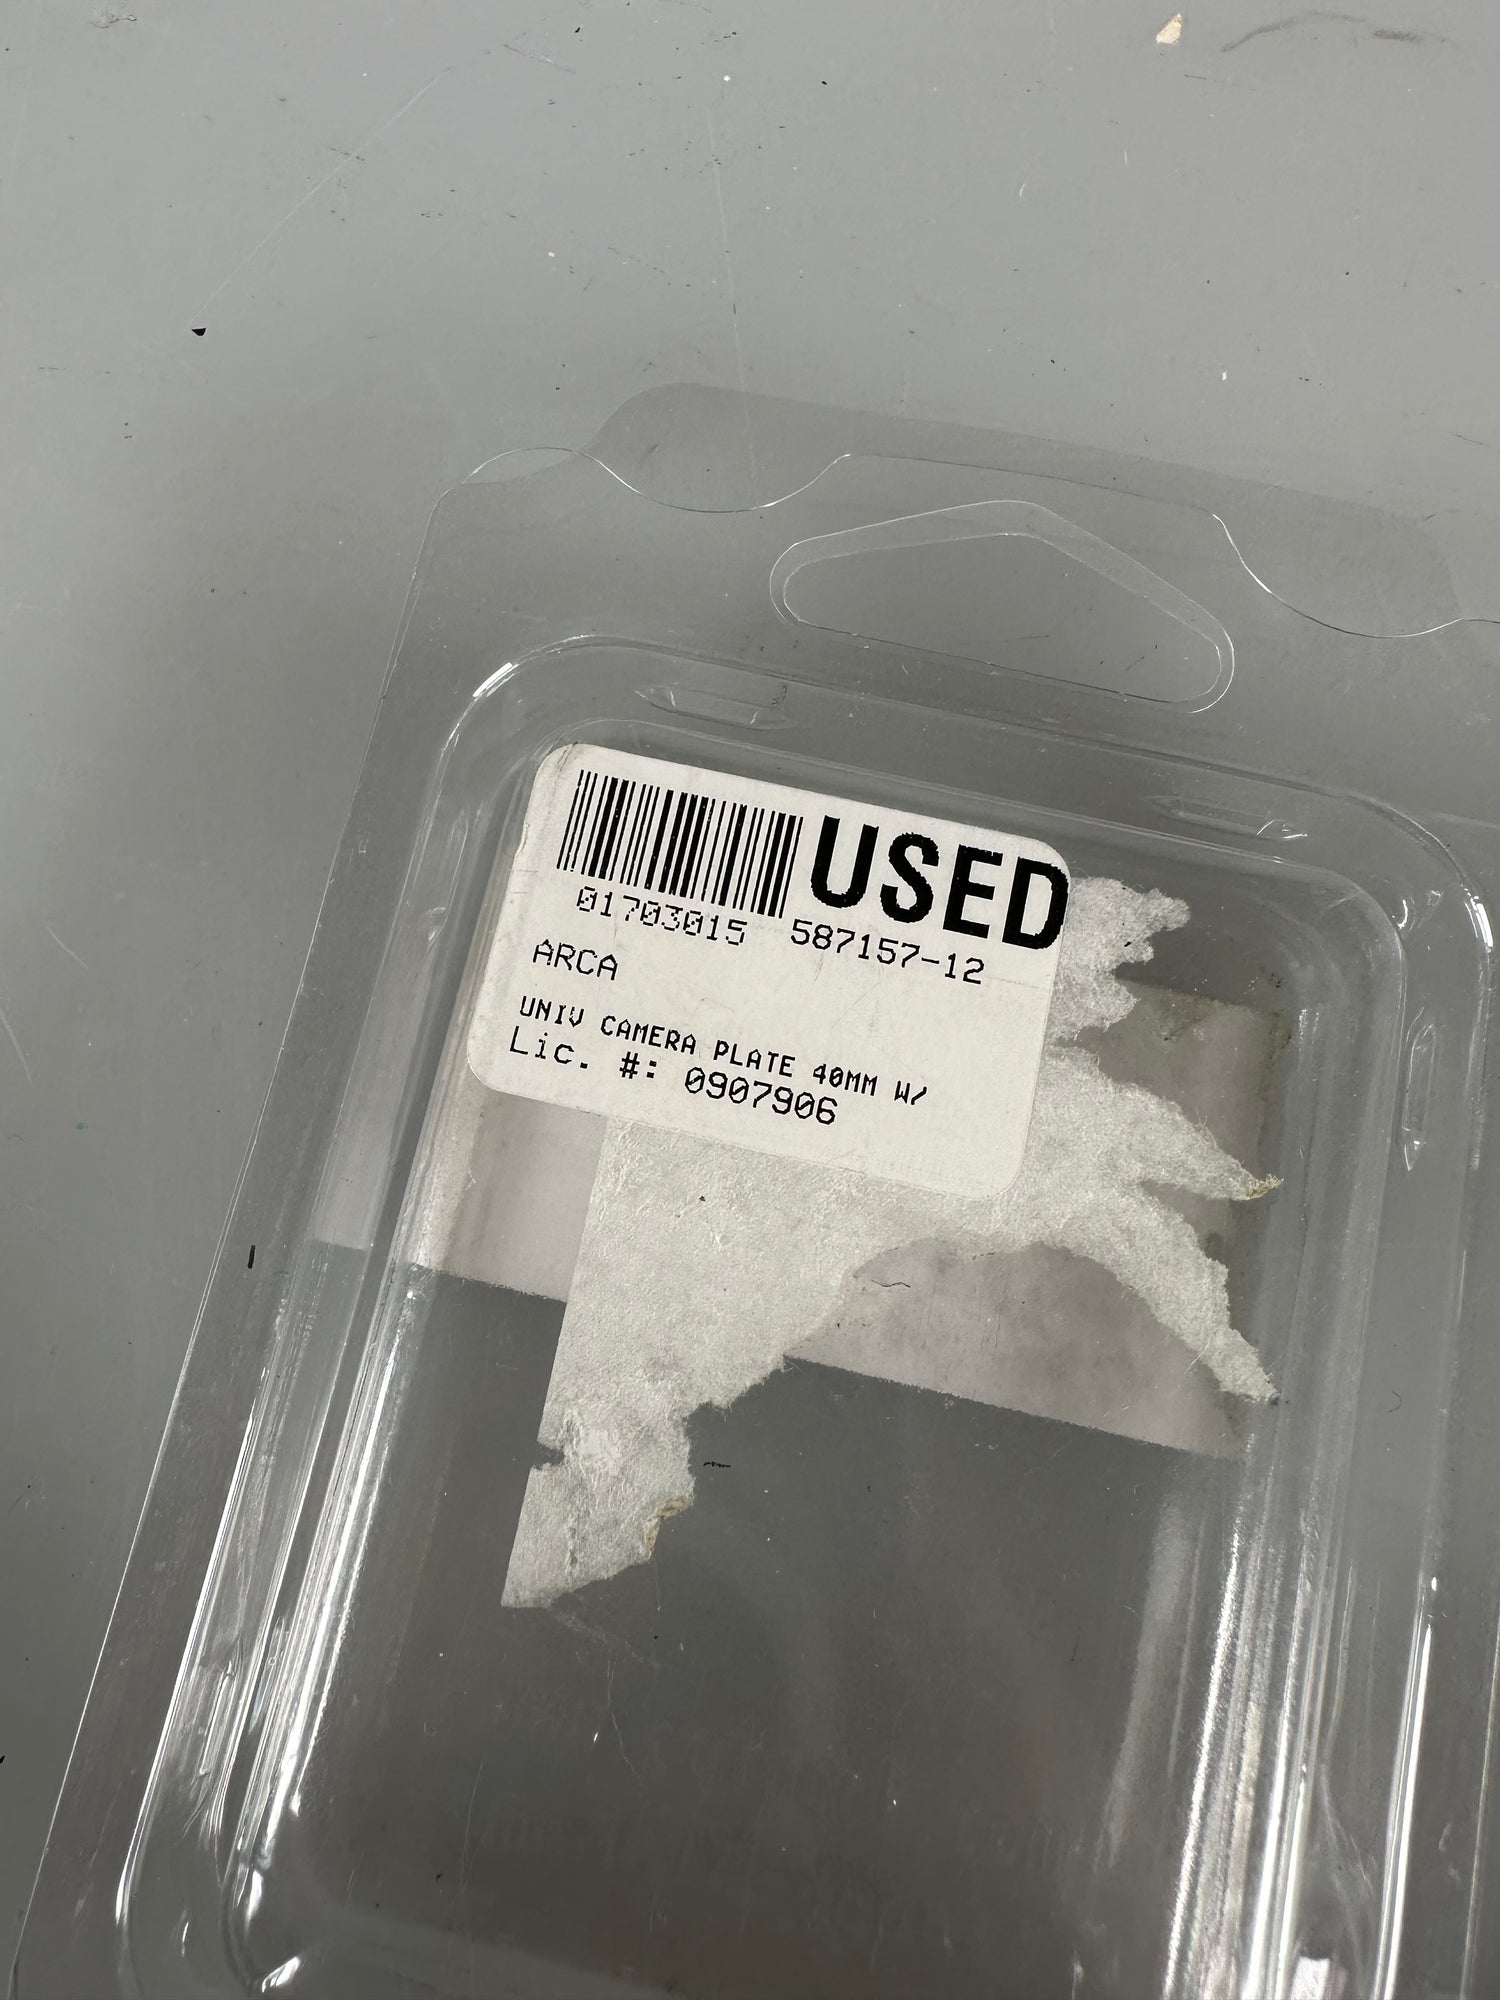 USED
01703015 587157-12
ARCA
UNIV CAMERA PLATE 40MM W/
Lic. #: 0907906